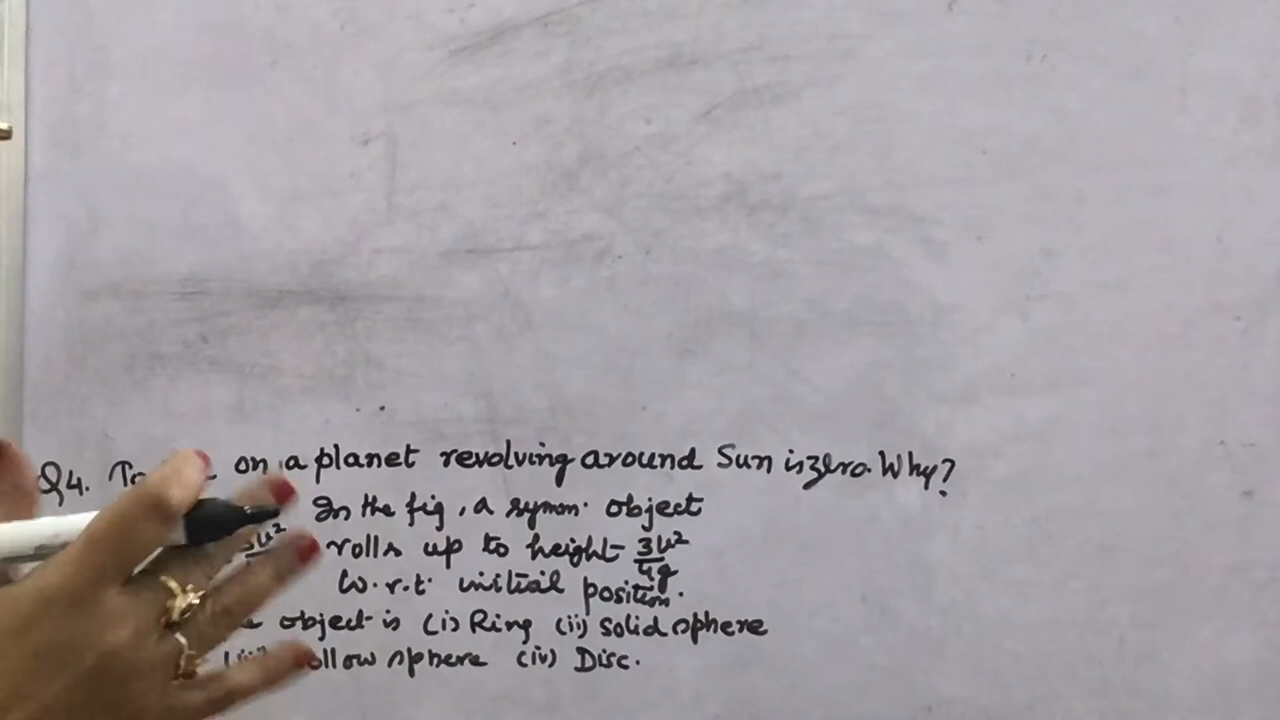 Q4. on a planet revolving around Sun is zero. Why?
In the fig, a symm. object
rolls up to height 3v²/4g
w.r.t. initial position.
object is (i) Ring (ii) Solid sphere
sphere (iv) Disc.